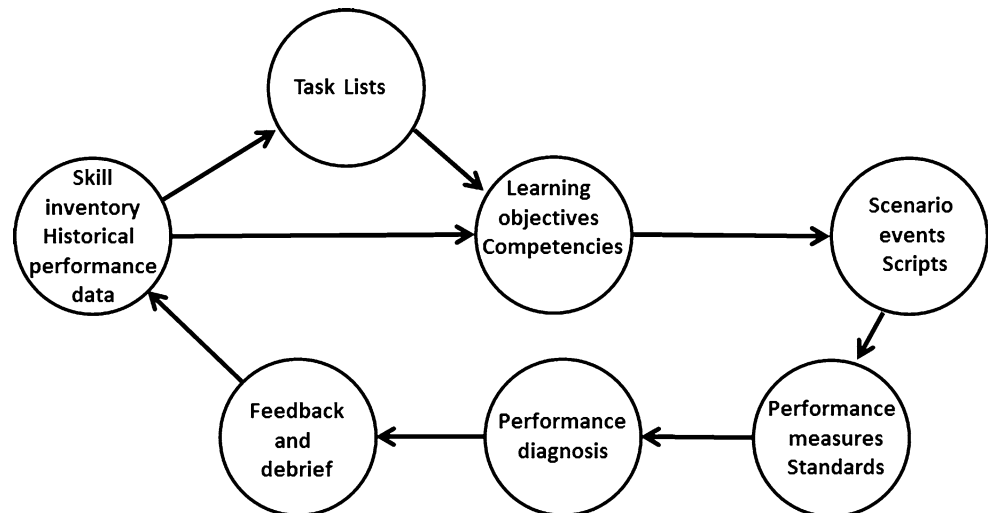 Task Lists
Skill
inventory
Historical
performance
data
Learning
objectives
Competencies
Scenario
events
Scripts
Feedback
and
debrief
Performance
diagnosis
Performance
measures
Standards